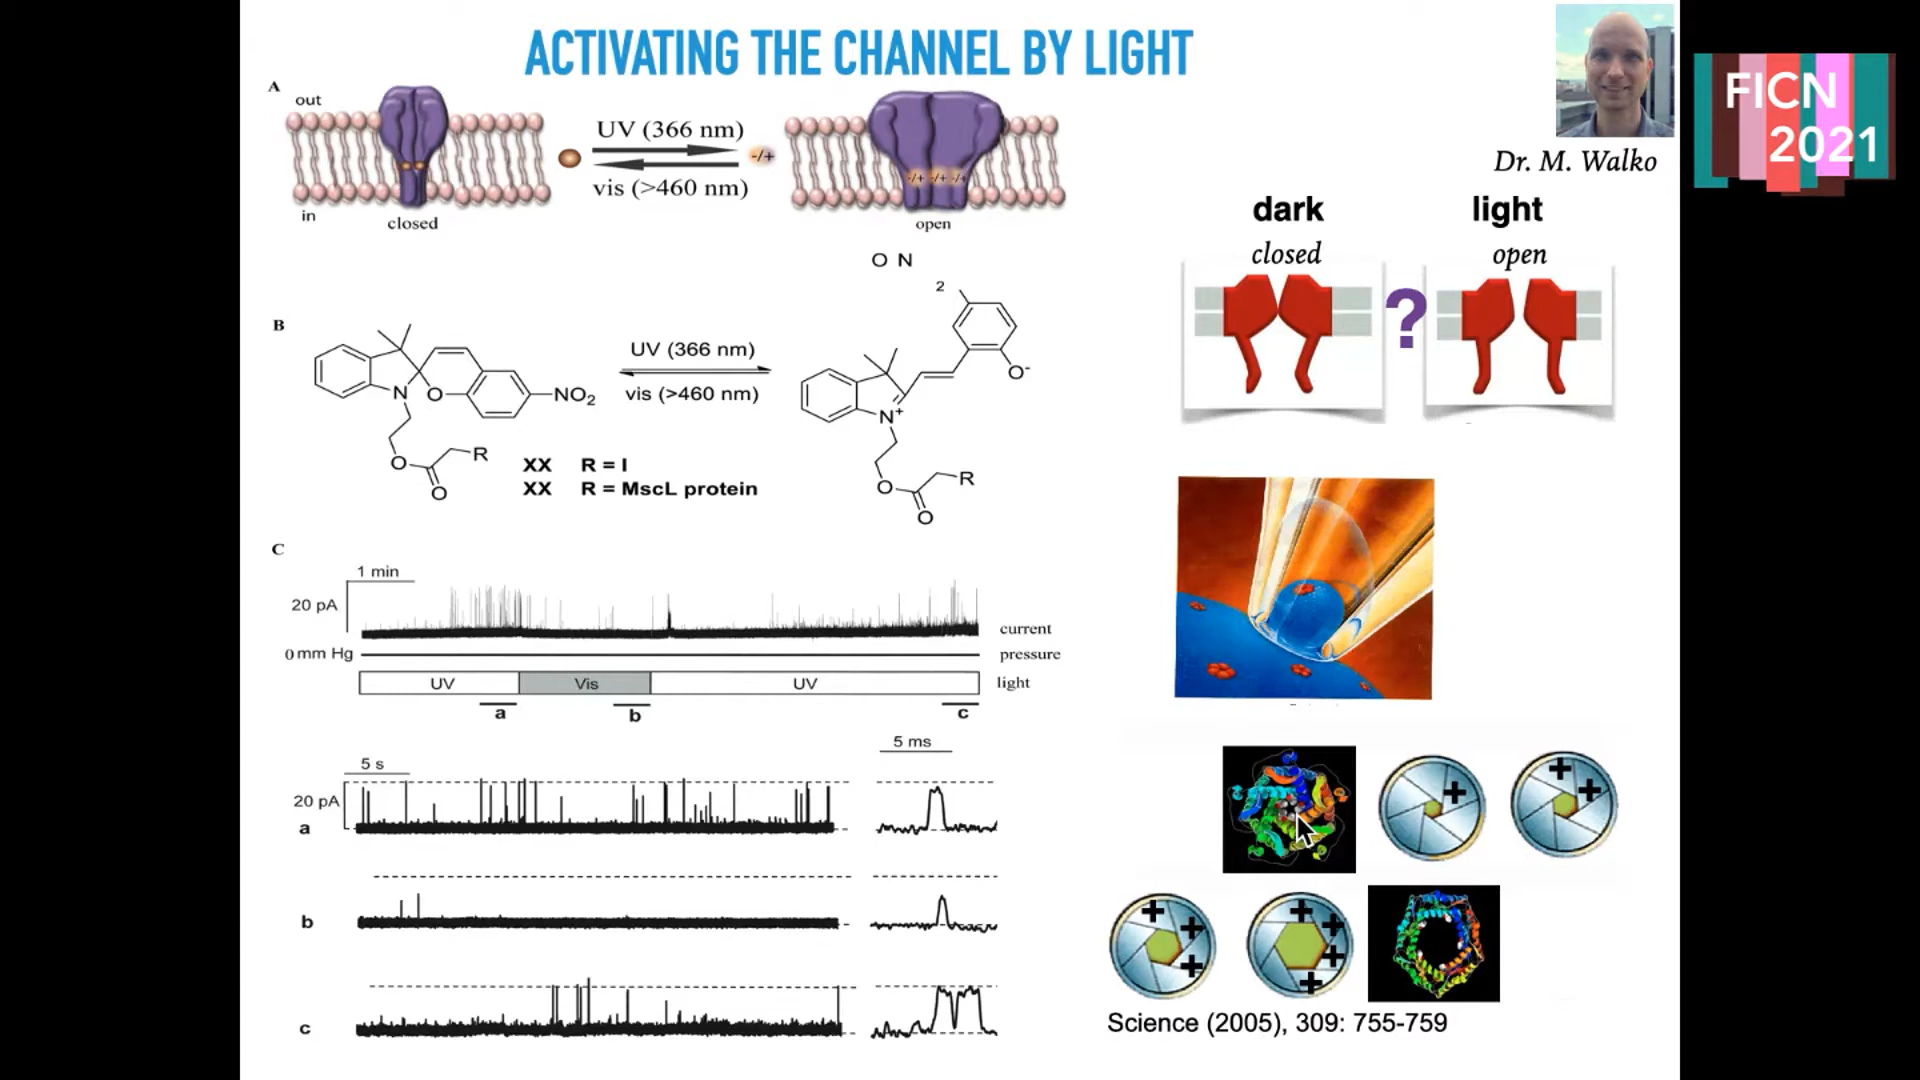 ACTIVATING THE CHANNEL BY LIGHT
FICN
2021
Dr. M. Walko
A
out
in
closed
UV (366 nm)
vis (>460 nm)
-/+
-/+ -/+ -/+
open
dark
light
closed
open
?
B
N
O
NO2
O
O
R
UV (366 nm)
vis (>460 nm)
XX R = I
XX R = MscL protein
O N
2
O-
N+
O
O
R
C
1 min
20 pA
current
0 mm Hg
pressure
UV
Vis
UV
light
a
b
c
5 s
5 ms
20 pA
a
b
c
+
+ +
+ + +
+ + + +
Science (2005), 309: 755-759